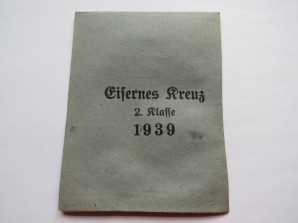 Eisernes Kreuz
2. Klasse
1939